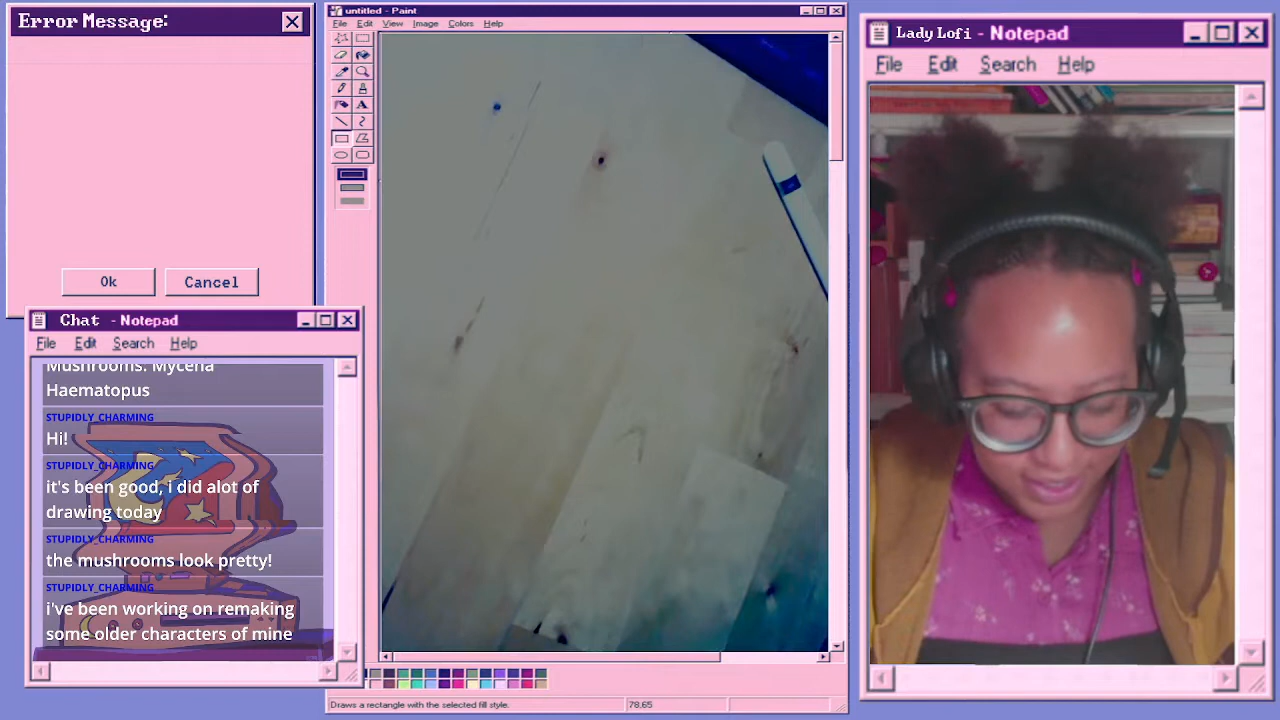 Error Message:
Ok
Cancel
untitled - Paint
File Edit View Image Colors Help
A
Draws a rectangle with the selected fill style.
78,65
Chat - Notepad
File Edit Search Help
Mushrooms: Mycena
Haematopus
STUPIDLY_CHARMING
Hi!
STUPIDLY_CHARMING
it's been good, i did alot of
drawing today
STUPIDLY_CHARMING
the mushrooms look pretty!
STUPIDLY_CHARMING
i've been working on remaking
some older characters of mine
Lady Lofi - Notepad
File Edit Search Help